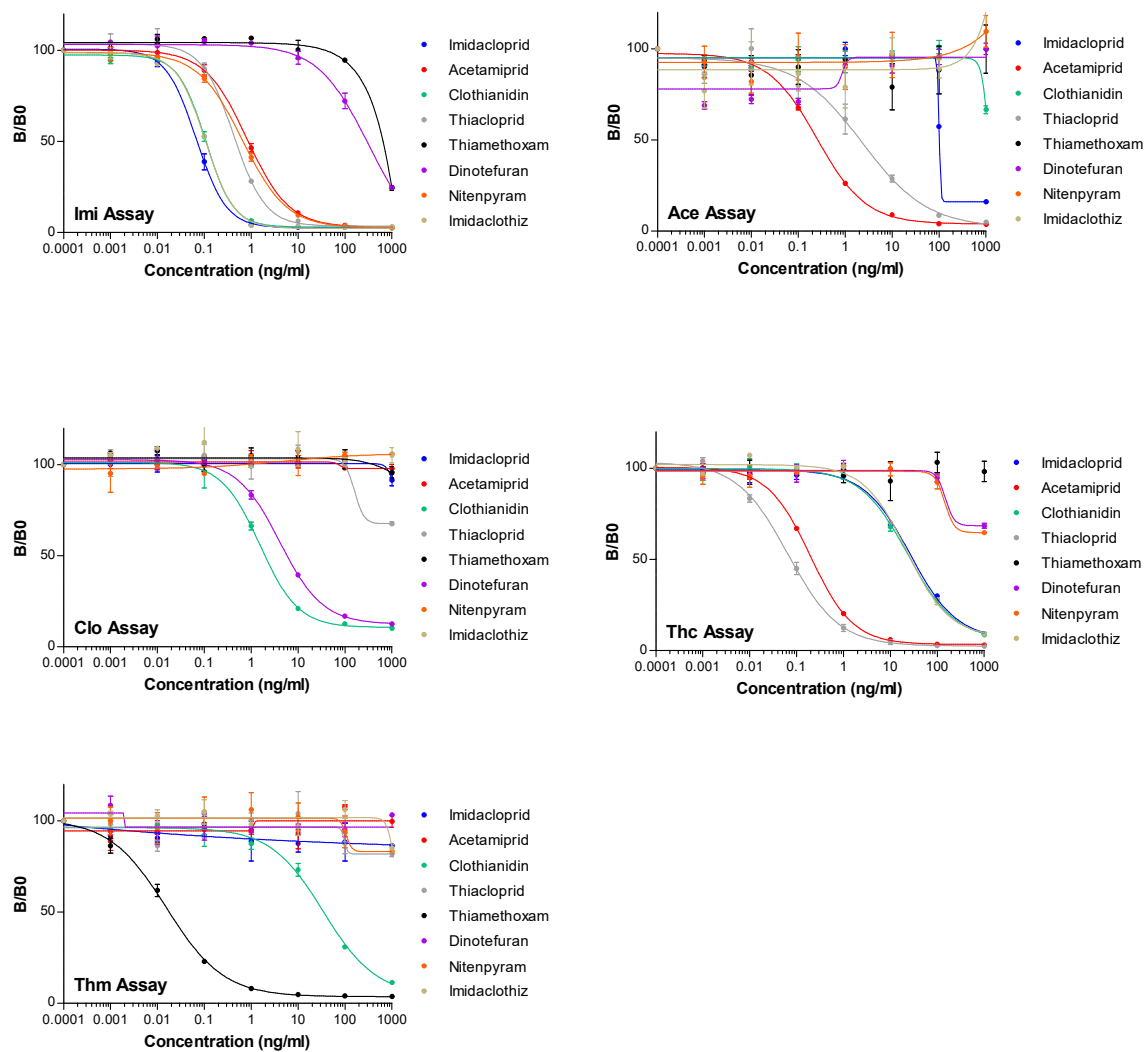 B/B0
100
50
0
0.0001 0.001 0.01 0.1 1 10 100 1000
Concentration (ng/ml)
Imi Assay
Imidacloprid
Acetamiprid
Clothianidin
Thiacloprid
Thiamethoxam
Dinotefuran
Nitenpyram
Imidaclothiz
B/B0
100
50
0
0.0001 0.001 0.01 0.1 1 10 100 1000
Concentration (ng/ml)
Ace Assay
Imidacloprid
Acetamiprid
Clothianidin
Thiacloprid
Thiamethoxam
Dinotefuran
Nitenpyram
Imidaclothiz
B/B0
100
50
0
0.0001 0.001 0.01 0.1 1 10 100 1000
Concentration (ng/ml)
Clo Assay
Imidacloprid
Acetamiprid
Clothianidin
Thiacloprid
Thiamethoxam
Dinotefuran
Nitenpyram
Imidaclothiz
B/B0
100
50
0
0.0001 0.001 0.01 0.1 1 10 100 1000
Concentration (ng/ml)
Thc Assay
Imidacloprid
Acetamiprid
Clothianidin
Thiacloprid
Thiamethoxam
Dinotefuran
Nitenpyram
Imidaclothiz
B/B0
100
50
0
0.0001 0.001 0.01 0.1 1 10 100 1000
Concentration (ng/ml)
Thm Assay
Imidacloprid
Acetamiprid
Clothianidin
Thiacloprid
Thiamethoxam
Dinotefuran
Nitenpyram
Imidaclothiz